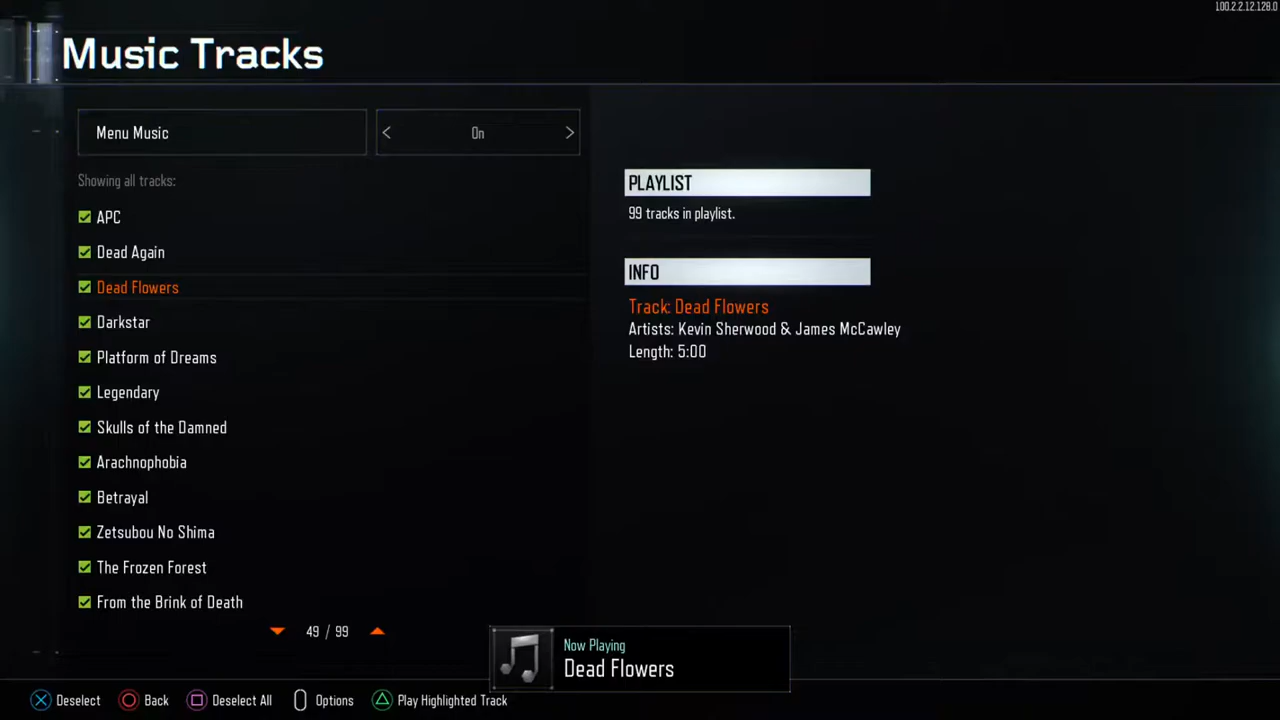 100.2.2.12.128.0
Music Tracks
Menu Music
On
Showing all tracks:
APC
Dead Again
Dead Flowers
Darkstar
Platform of Dreams
Legendary
Skulls of the Damned
Arachnophobia
Betrayal
Zetsubou No Shima
The Frozen Forest
From the Brink of Death
49 / 99
PLAYLIST
99 tracks in playlist.
INFO
Track: Dead Flowers
Artists: Kevin Sherwood & James McCawley
Length: 5:00
Now Playing
Dead Flowers
Deselect Back Deselect All Options Play Highlighted Track